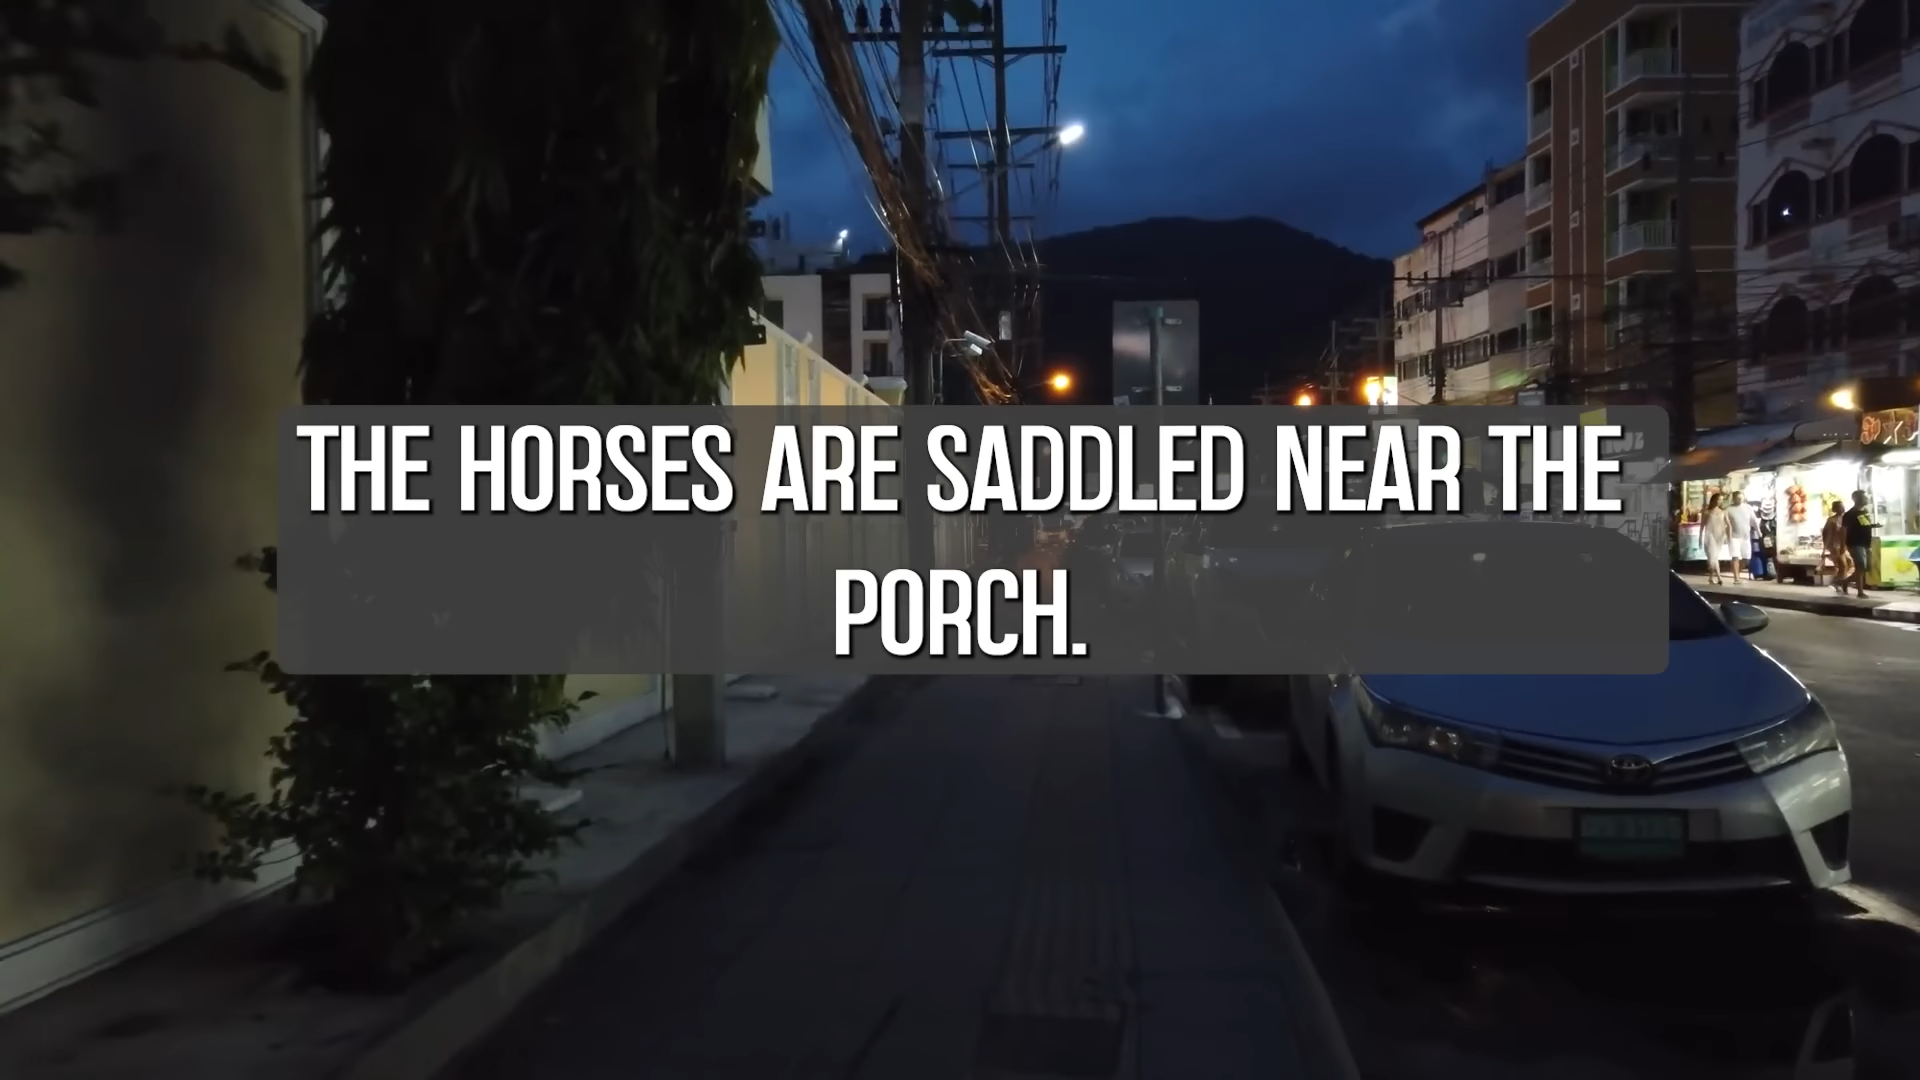 THE HORSES ARE SADDLED NEAR THE
PORCH.